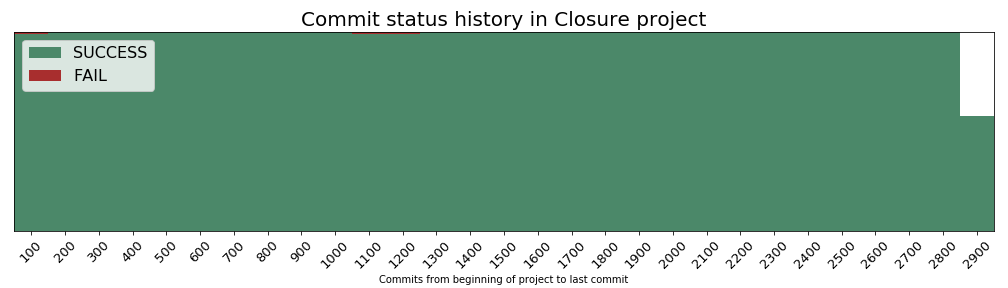 Commit status history in Closure project
SUCCESS
FAIL
100 200 300 400 500 600 700 800 900 1000 1100 1200 1300 1400 1500 1600 1700 1800 1900 2000 2100 2200 2300 2400 2500 2600 2700 2800 2900
Commits from beginning of project to last commit